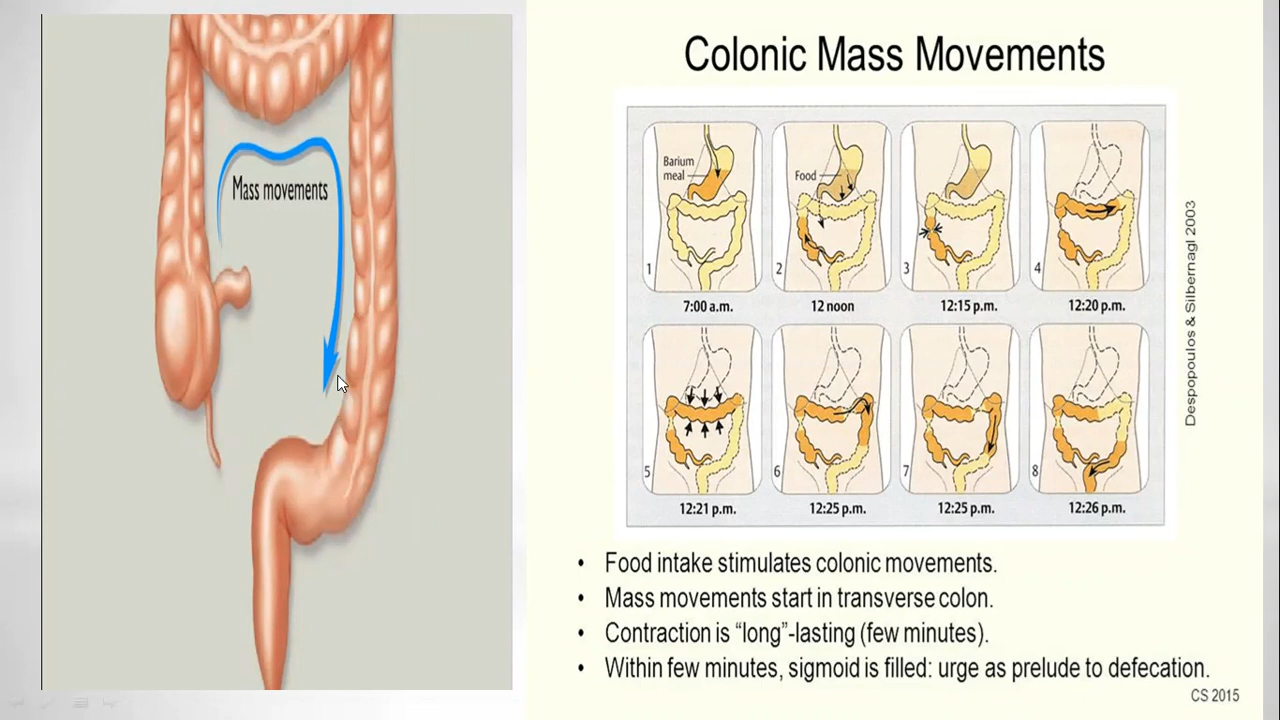 Mass movements
Colonic Mass Movements
Barium
meal
Food
1
2
3
4
7:00 a.m.
12 noon
12:15 p.m.
12:20 p.m.
5
6
7
8
12:21 p.m.
12:25 p.m.
12:25 p.m.
12:26 p.m.
Despopoulos & Silbernagl 2003
• Food intake stimulates colonic movements.
• Mass movements start in transverse colon.
• Contraction is “long”-lasting (few minutes).
• Within few minutes, sigmoid is filled: urge as prelude to defecation.
CS 2015